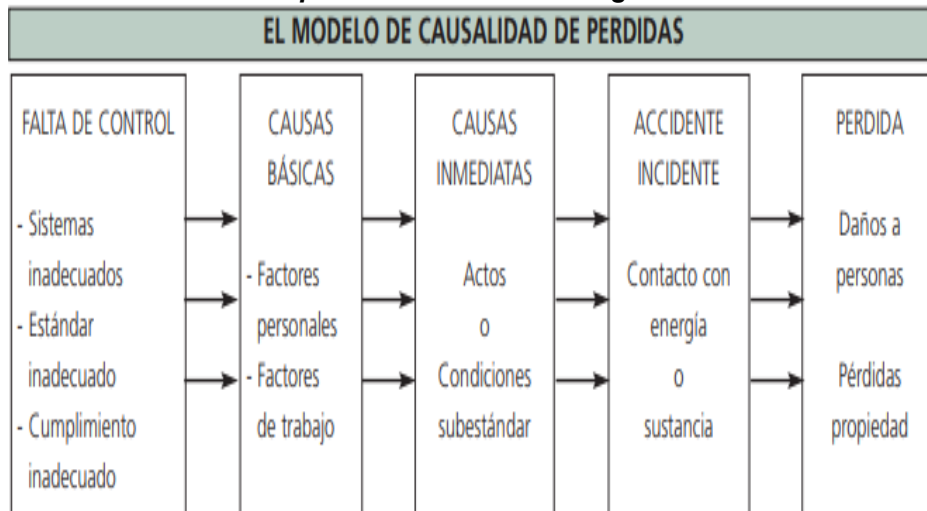 EL MODELO DE CAUSALIDAD DE PERDIDAS
FALTA DE CONTROL
- Sistemas
inadecuados
- Estándar
inadecuado
- Cumplimiento
inadecuado
CAUSAS
BÁSICAS
- Factores
personales
- Factores
de trabajo
CAUSAS
INMEDIATAS
Actos
o
Condiciones
subestándar
ACCIDENTE
INCIDENTE
Contacto con
energía
o
sustancia
PERDIDA
Daños a
personas
Pérdidas
propiedad